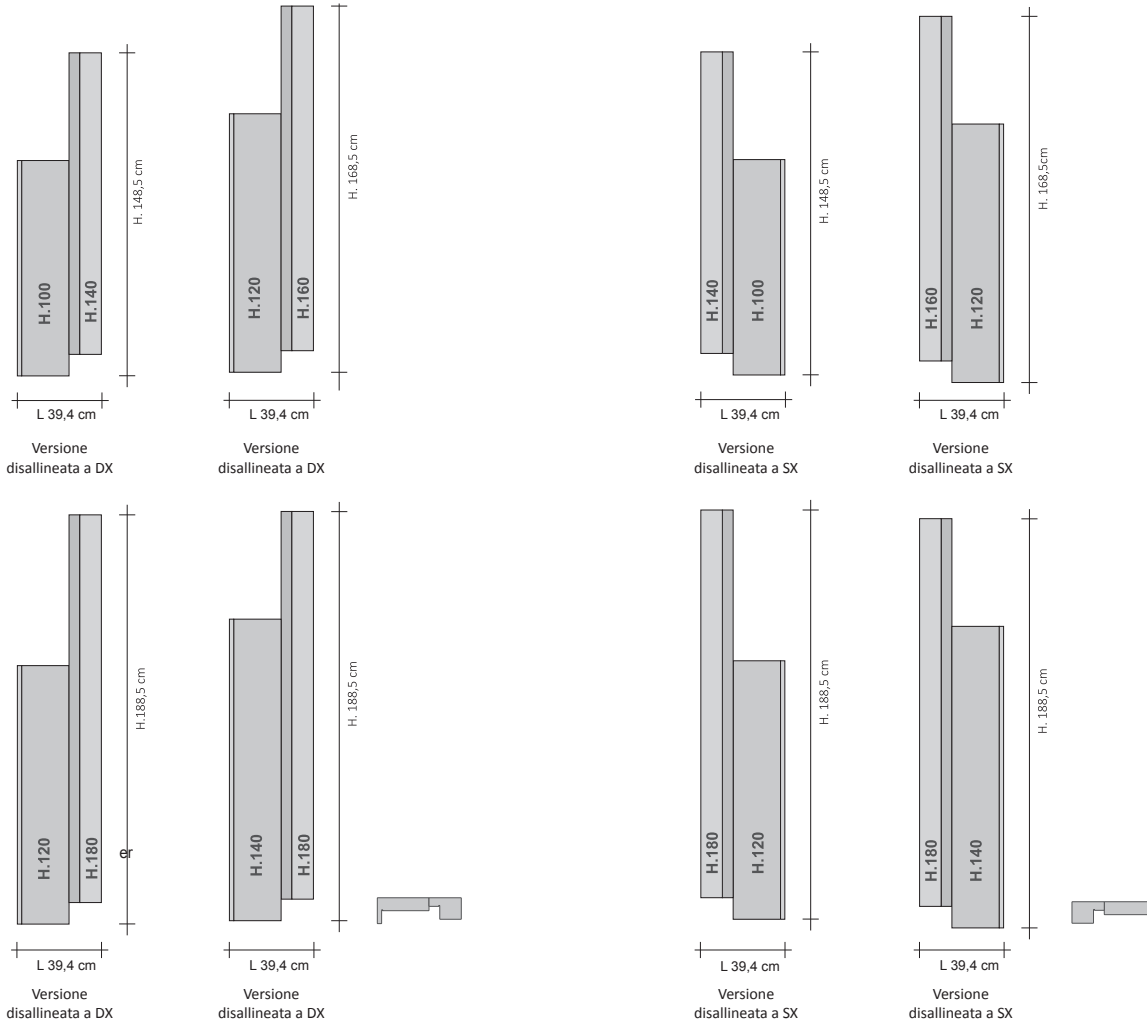 H.100
H.140
H. 148,5 cm
L 39,4 cm
Versione
disallineata a DX
H.120
H.160
H. 168,5 cm
L 39,4 cm
Versione
disallineata a DX
H.140
H.100
H. 148,5 cm
L 39,4 cm
Versione
disallineata a SX
H.160
H.120
H. 168,5cm
L 39,4 cm
Versione
disallineata a SX
H.120
H.180
er
H.188,5 cm
L 39,4 cm
Versione
disallineata a DX
H.140
H.180
H. 188,5 cm
L 39,4 cm
Versione
disallineata a DX
H.180
H.120
H. 188,5 cm
L 39,4 cm
Versione
disallineata a SX
H.180
H.140
H. 188,5 cm
L 39,4 cm
Versione
disallineata a SX